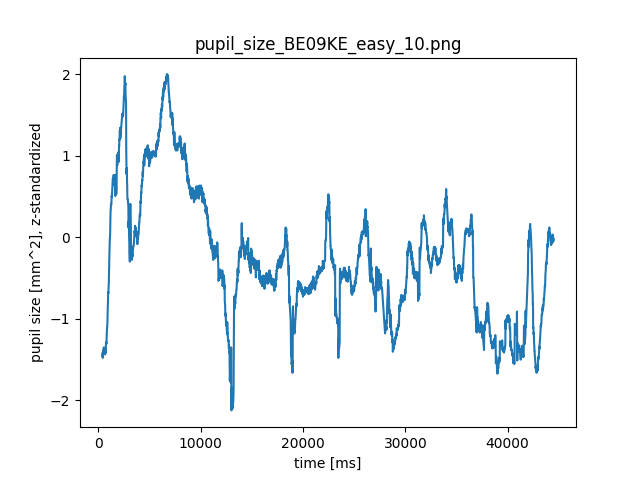 pupil_size_BE09KE_easy_10.png
pupil size [mm^2], z-standardized
2
1
0
−1
−2
0 10000 20000 30000 40000
time [ms]